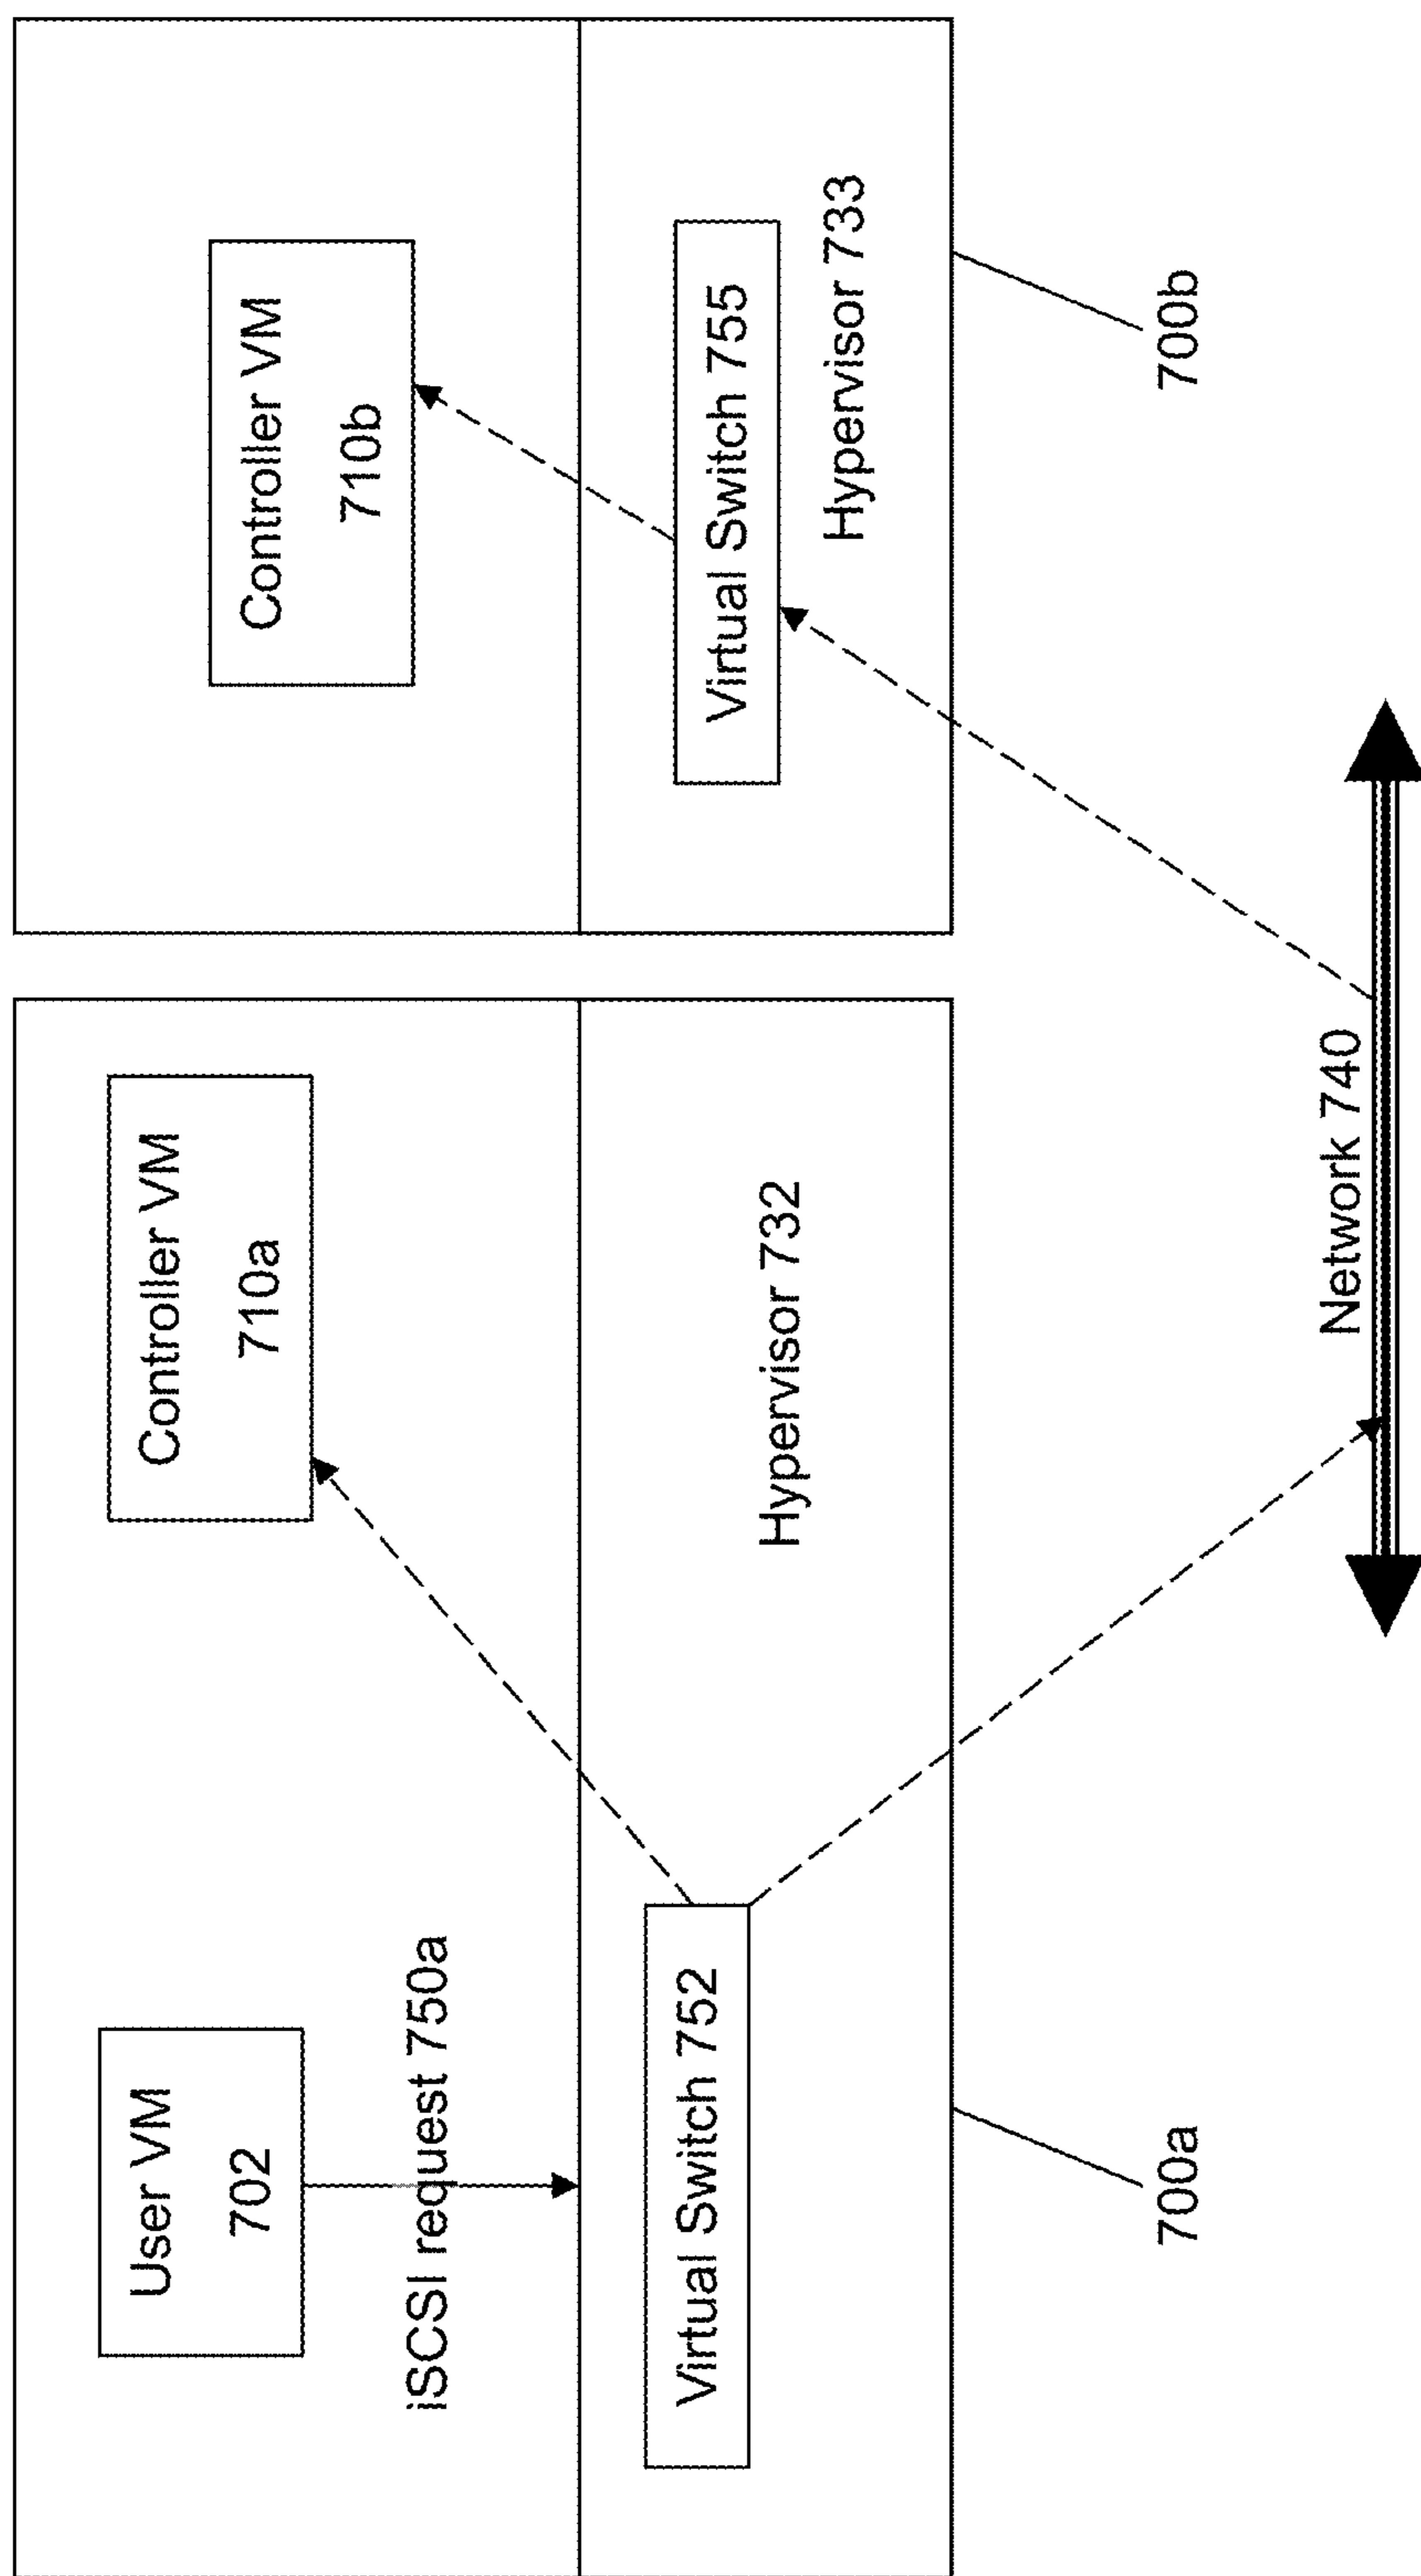 User VM
702
Controller VM
710a
iSCSI request 750a
Virtual Switch 752
Hypervisor 732
700a
Controller VM
710b
Virtual Switch 755
Hypervisor 733
700b
Network 740